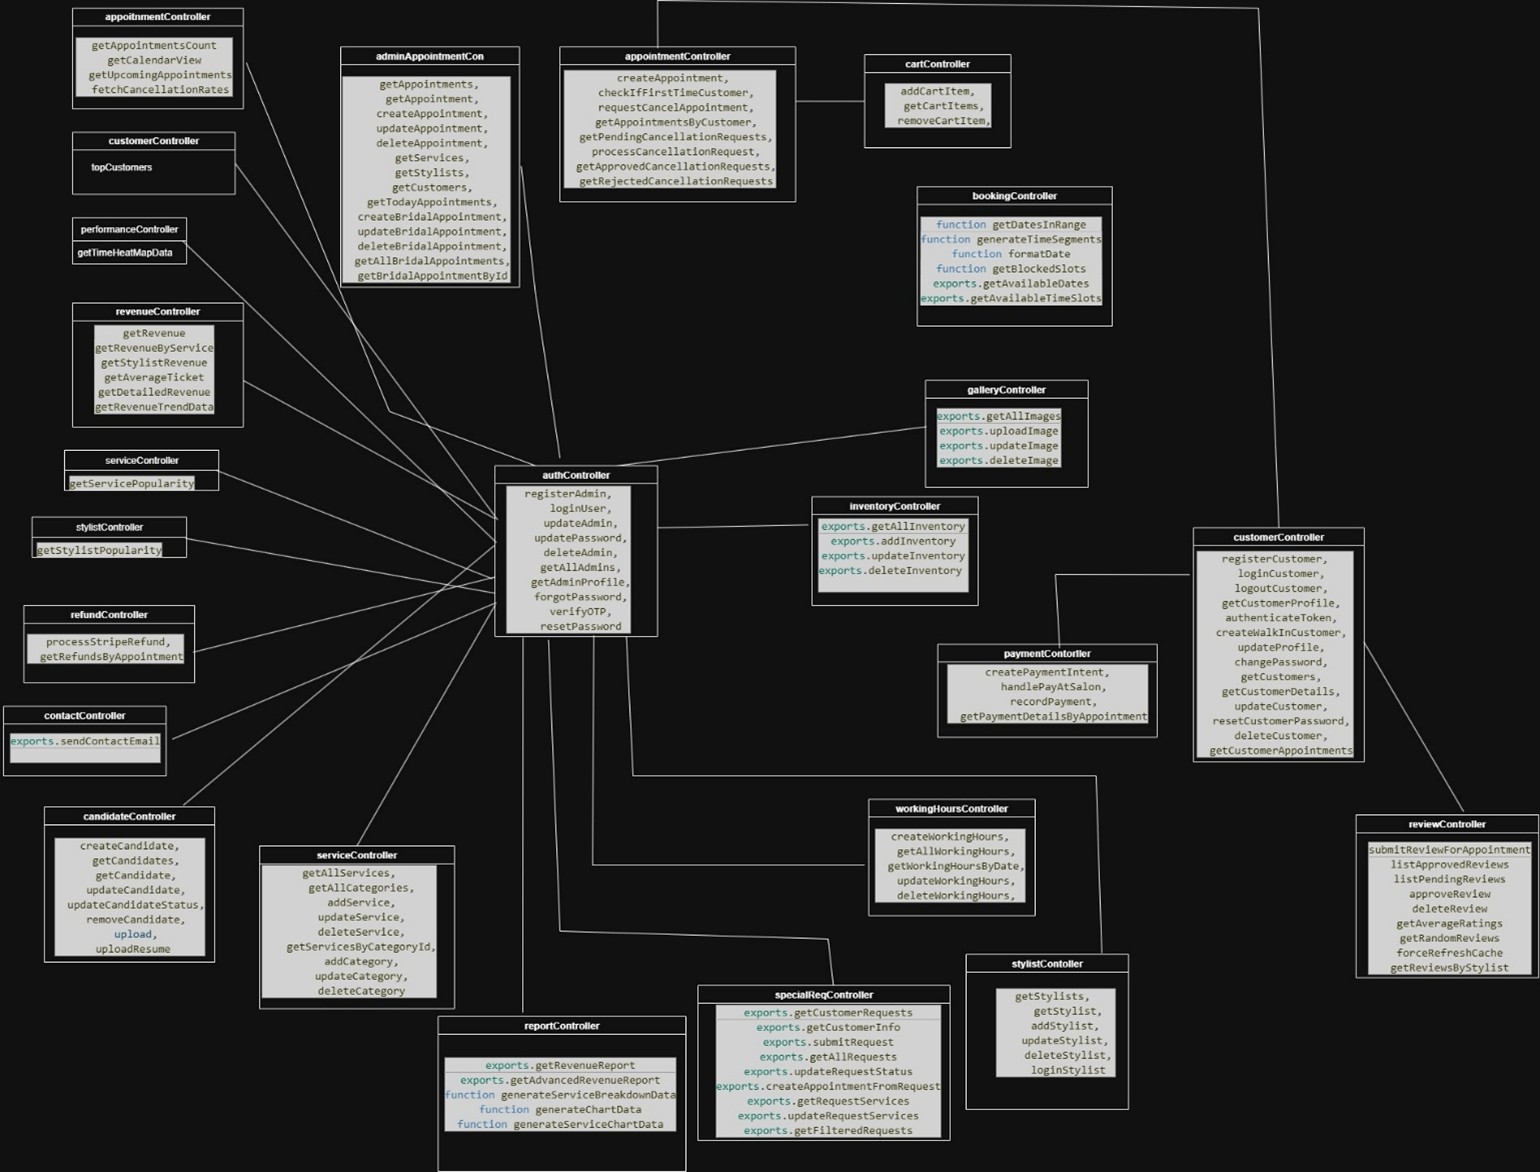 appoitnmentController
getAppointmentsCount
getCalendarView
getUpcomingAppointments
fetchCancellationRates
customerController
topCustomers
performanceController
getTimeHeatMapData
revenueController
getRevenue
getRevenueByService
getStylistRevenue
getAverageTicket
getDetailedRevenue
getRevenueTrendData
serviceController
getServicePopularity
stylistController
getStylistPopularity
refundController
processStripeRefund,
getRefundsByAppointment
contactController
exports.sendContactEmail
candidateController
createCandidate,
getCandidates,
getCandidate,
updateCandidate,
updateCandidateStatus,
removeCandidate,
upload,
uploadResume
adminAppointmentCon
getAppointments,
getAppointment,
createAppointment,
updateAppointment,
deleteAppointment,
getServices,
getStylists,
getCustomers,
getTodayAppointments,
createBridalAppointment,
updateBridalAppointment,
deleteBridalAppointment,
getAllBridalAppointments,
getBridalAppointmentById
appointmentController
createAppointment,
checkIfFirstTimeCustomer,
requestCancelAppointment,
getAppointmentsByCustomer,
getPendingCancellationRequests,
processCancellationRequest,
getApprovedCancellationRequests,
getRejectedCancellationRequests
cartController
addCartItem,
getCartItems,
removeCartItem,
bookingController
function getDatesInRange
function generateTimeSegments
function formatDate
function getBlockedSlots
exports.getAvailableDates
exports.getAvailableTimeSlots
galleryController
exports.getAllImages
exports.uploadImage
exports.updateImage
exports.deleteImage
authController
registerAdmin,
loginUser,
updateAdmin,
updatePassword,
deleteAdmin,
getAllAdmins,
getAdminProfile,
forgotPassword,
verifyOTP,
resetPassword
inventoryController
exports.getAllInventory
exports.addInventory
exports.updateInventory
exports.deleteInventory
customerController
registerCustomer,
loginCustomer,
logoutCustomer,
getCustomerProfile,
authenticateToken,
createWalkInCustomer,
updateProfile,
changePassword,
getCustomers,
getCustomerDetails,
updateCustomer,
resetCustomerPassword,
deleteCustomer,
getCustomerAppointments
paymentContorller
createPaymentIntent,
handlePayAtSalon,
recordPayment,
getPaymentDetailsByAppointment
serviceController
getAllServices,
getAllCategories,
addService,
updateService,
deleteService,
getServicesByCategoryId,
addCategory,
updateCategory,
deleteCategory
workingHoursController
createWorkingHours,
getAllWorkingHours,
getWorkingHoursByDate,
updateWorkingHours,
deleteWorkingHours,
reviewController
submitReviewForAppointment
listApprovedReviews
listPendingReviews
approveReview
deleteReview
getAverageRatings
getRandomReviews
forceRefreshCache
getReviewsByStylist
stylistContoller
getStylists,
getStylist,
addStylist,
updateStylist,
deleteStylist,
loginStylist
specialReqController
exports.getCustomerRequests
exports.getCustomerInfo
exports.submitRequest
exports.getAllRequests
exports.updateRequestStatus
exports.createAppointmentFromRequest
exports.getRequestServices
exports.updateRequestServices
exports.getFilteredRequests
reportController
exports.getRevenueReport
exports.getAdvancedRevenueReport
function generateServiceBreakdownData
function generateChartData
function generateServiceChartData